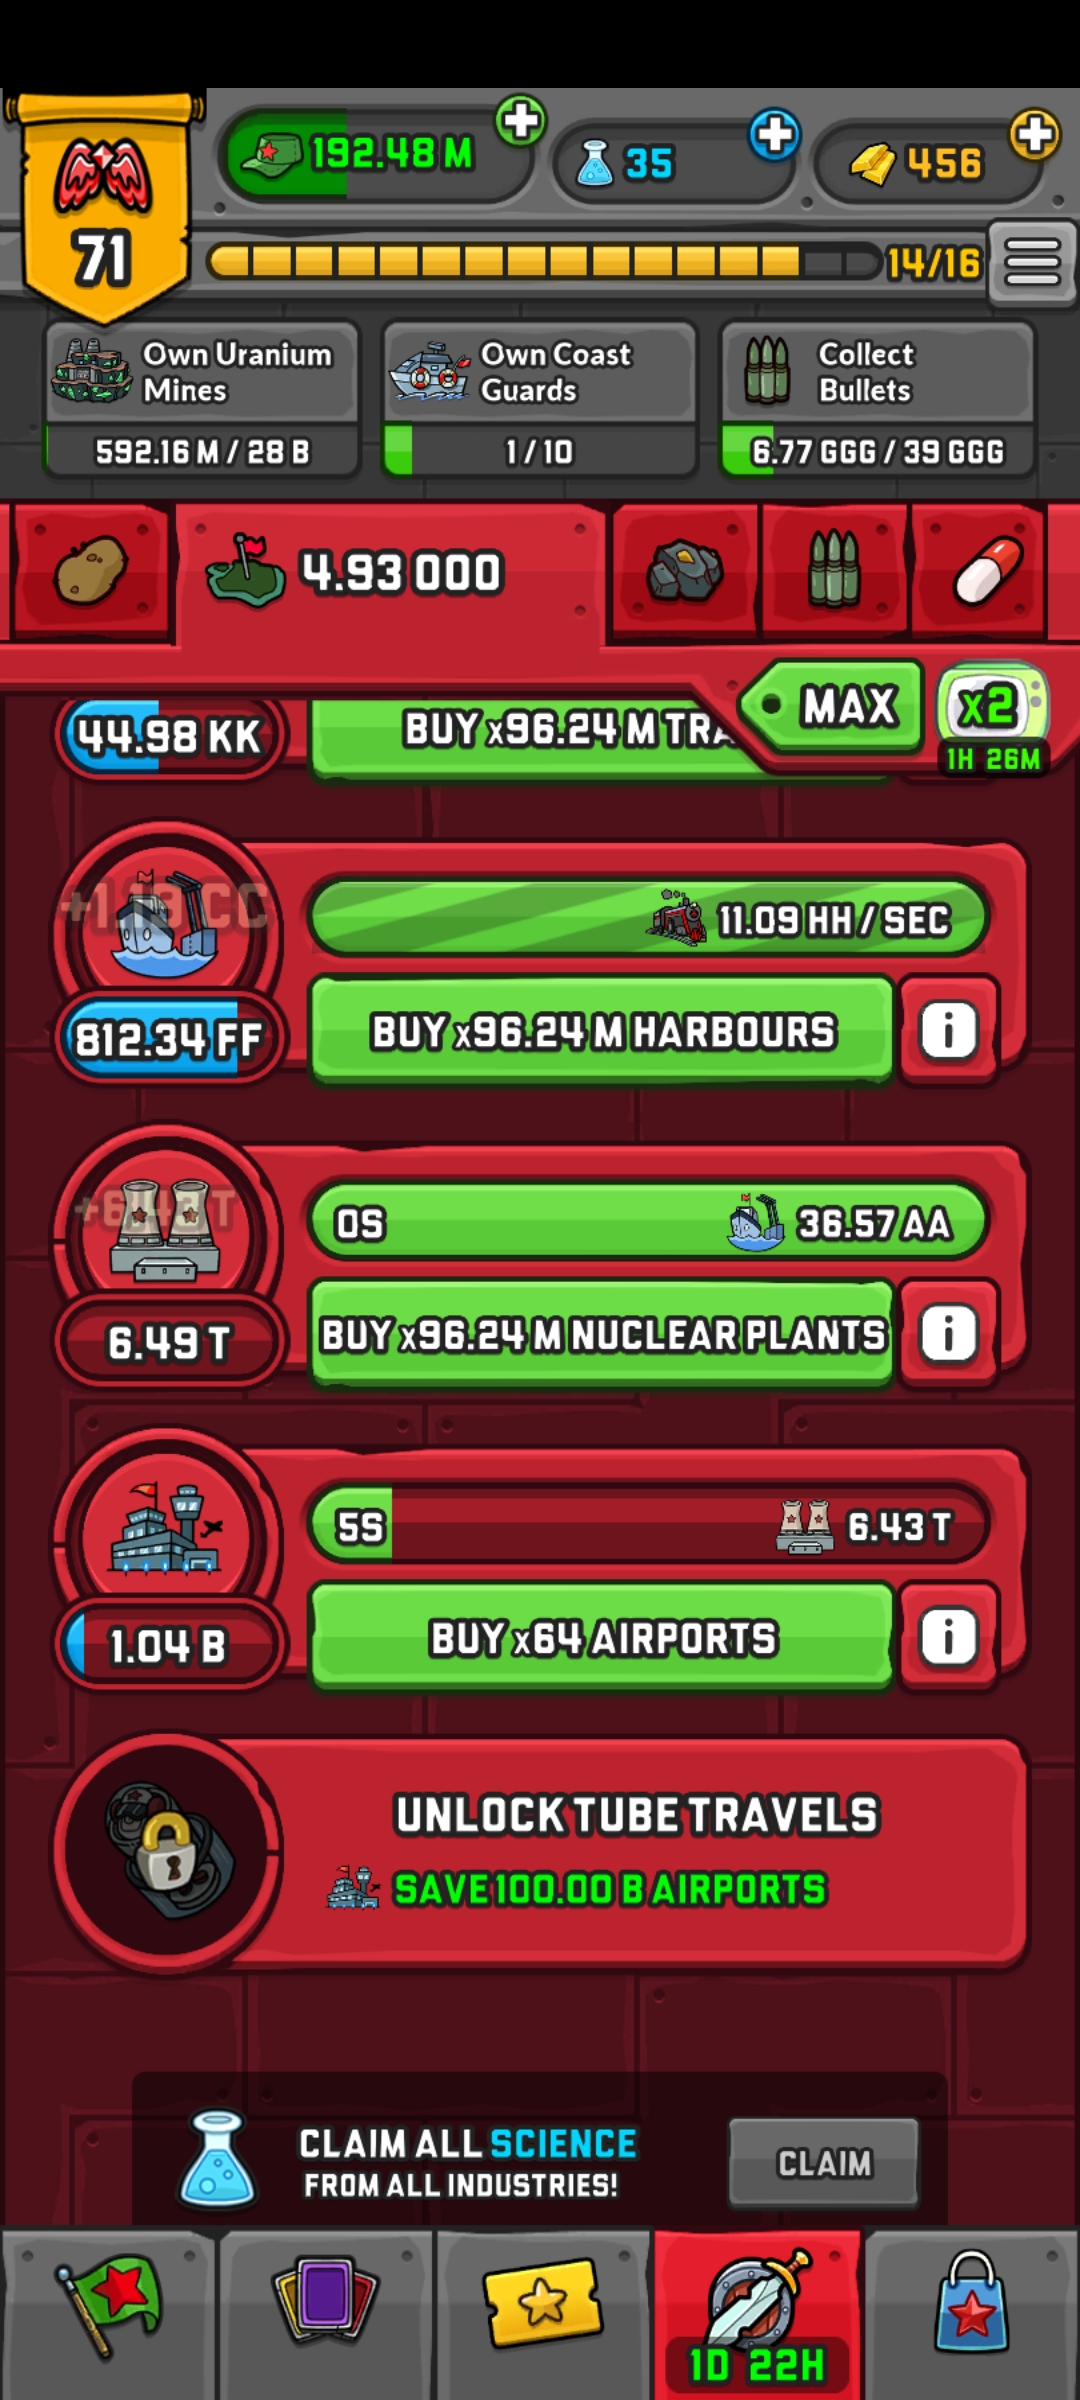 192.48 M
35
456
71
14/16
Own Uranium
Mines
592.16 M / 28 B
Own Coast
Guards
1 / 10
Collect
Bullets
6.77 GGG / 39 GGG
4.93 000
MAX
x2
1H 26M
44.98 KK
BUY x96.24 M TRA
+1.19 CC
11.09 HH / SEC
812.34 FF
BUY x96.24 M HARBOURS
+6.43 T
0S
36.57 AA
6.49 T
BUY x96.24 M NUCLEAR PLANTS
5S
6.43 T
1.04 B
BUY x64 AIRPORTS
UNLOCK TUBE TRAVELS
SAVE 100.00 B AIRPORTS
CLAIM ALL SCIENCE
FROM ALL INDUSTRIES!
CLAIM
1D 22H